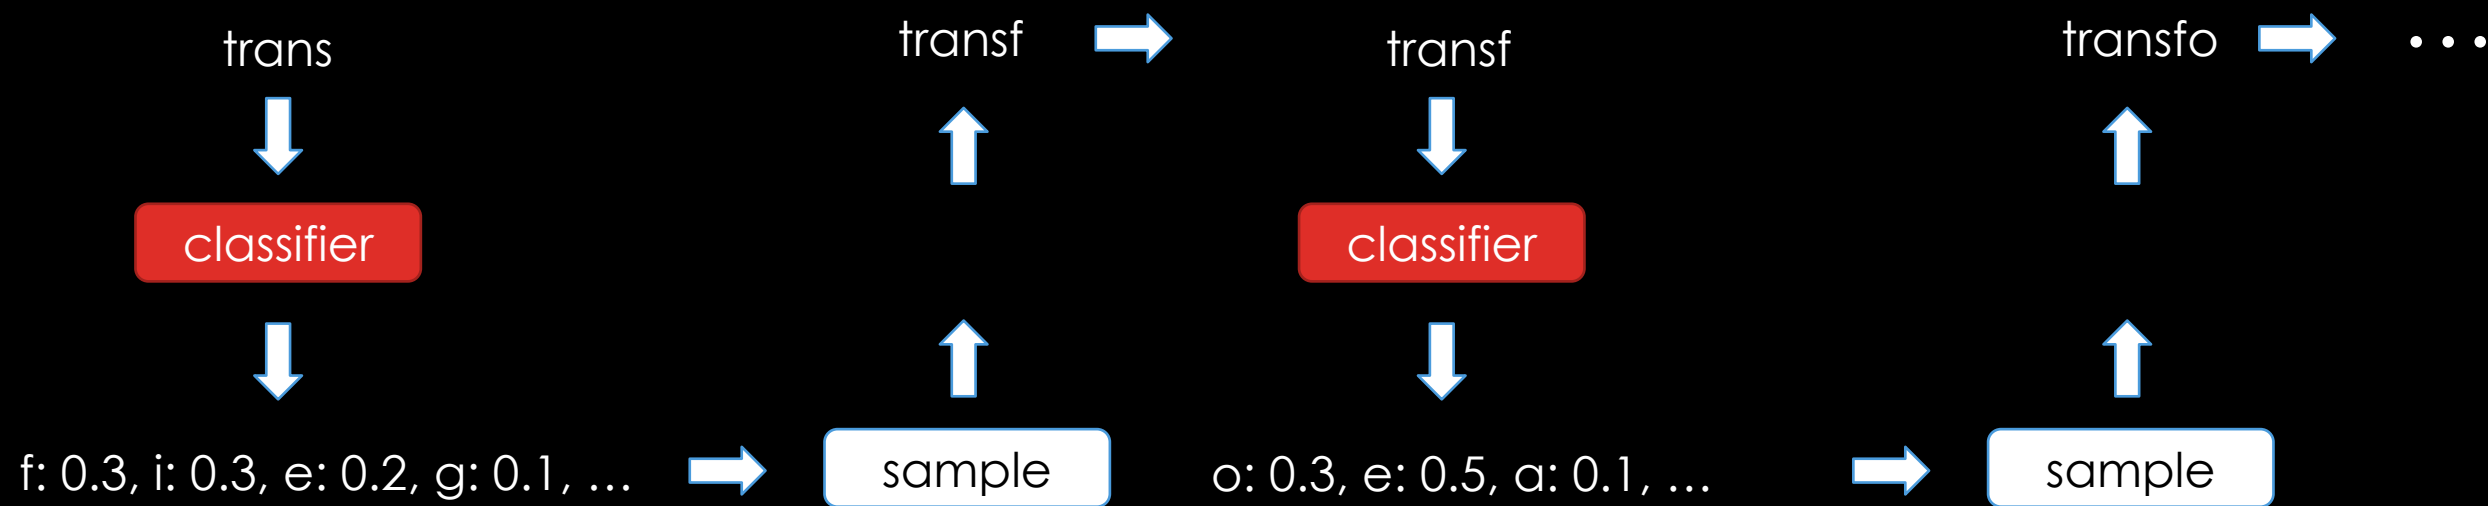 trans
classifier
f: 0.3, i: 0.3, e: 0.2, g: 0.1, …
sample
transf
transf
classifier
o: 0.3, e: 0.5, a: 0.1, …
sample
transfo
...